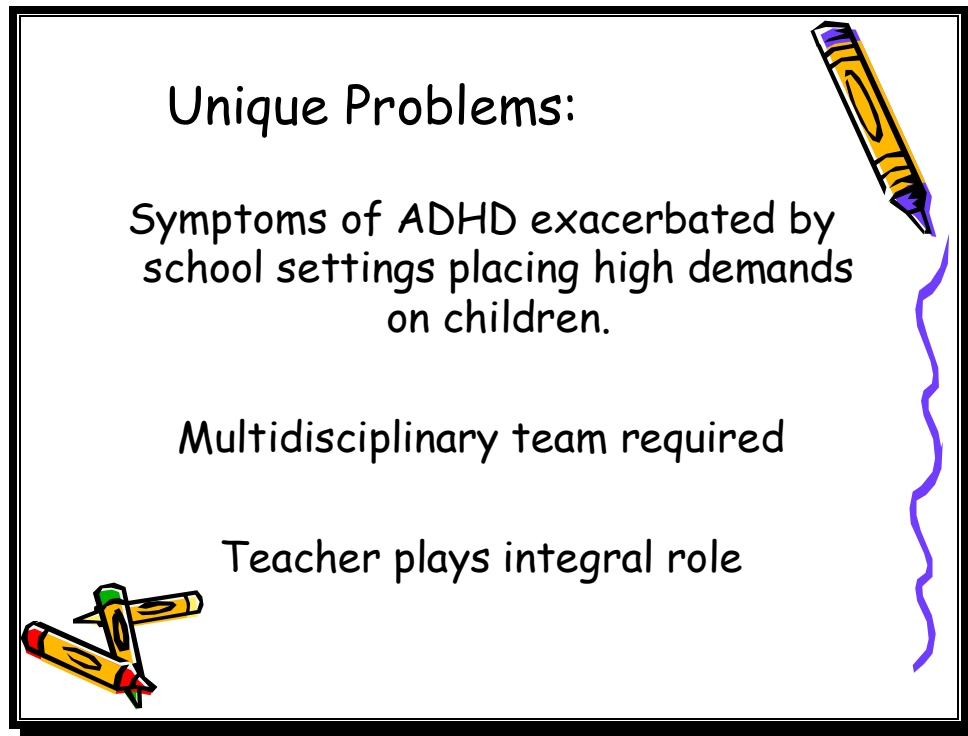 Unique Problems:
Symptoms of ADHD exacerbated by
school settings placing high demands
on children.
Multidisciplinary team required
Teacher plays integral role